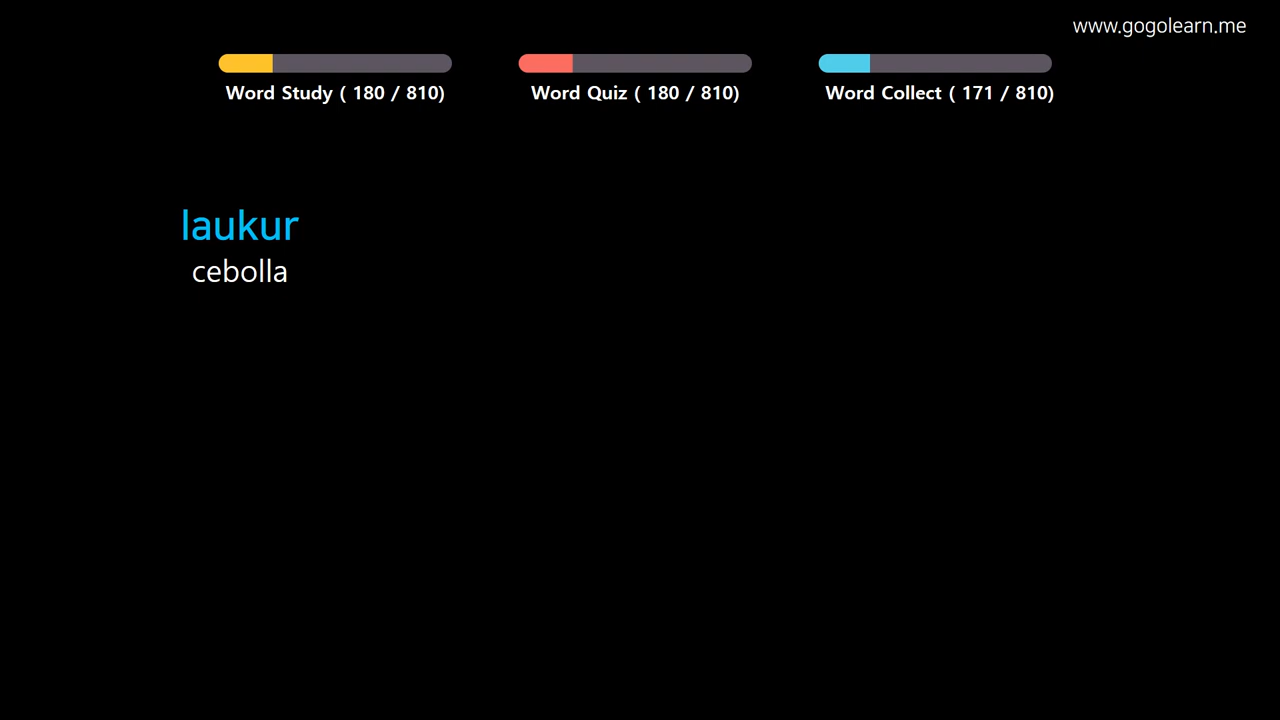 www.gogolearn.me
Word Study ( 180 / 810)
Word Quiz ( 180 / 810)
Word Collect ( 171 / 810)
laukur
cebolla